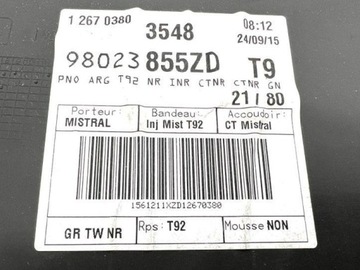 1 267 0380 3548 08:12
24/09/15
98023 855ZD T9
PNO ARG T92 NR INR CTNR CTNR GN
21 / 80
Porteur: Bandeau: Accoudoir:
MISTRAL Inj Mist T92 CT Mistral
1561211XZD12670380
GR TW NR Rps: T92 Mousse NON